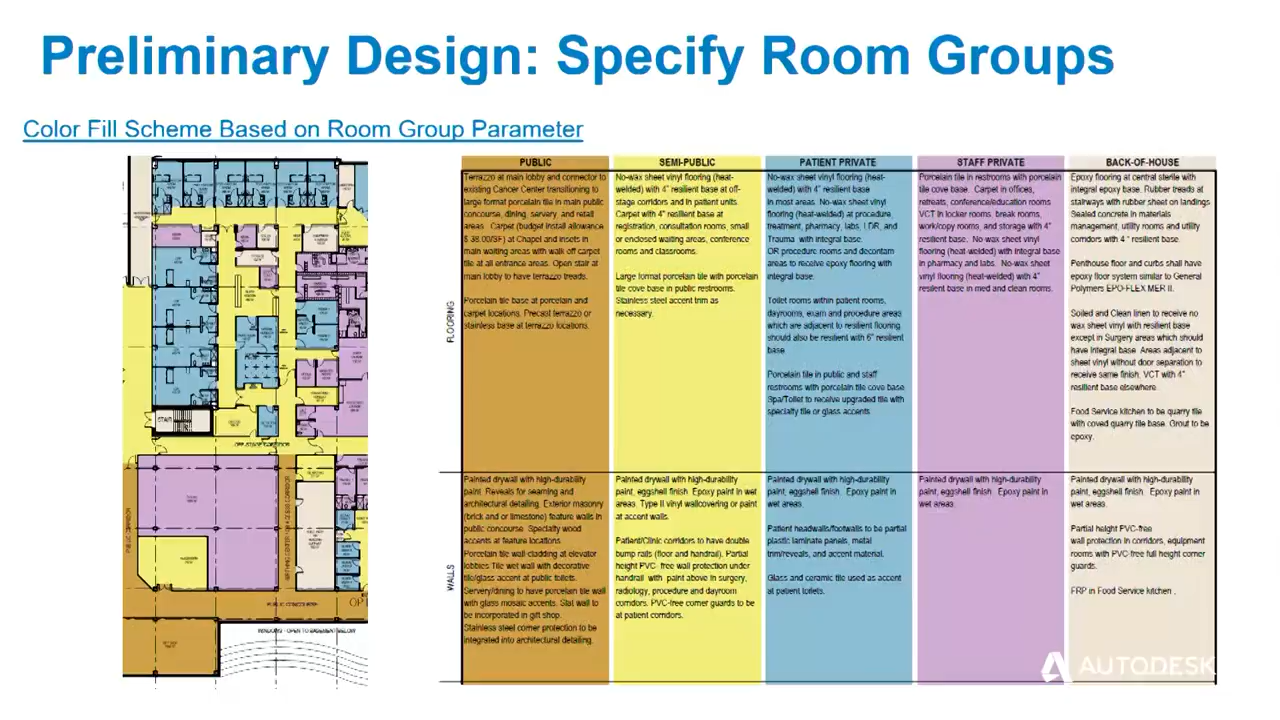 Preliminary Design: Specify Room Groups
Color Fill Scheme Based on Room Group Parameter
PUBLIC
Terrazzo at main lobby and connector to
existing Cancer Center transitioning to
large format porcelain tile in main public
concourse, dining, servery, and retail
areas. Carpet (budget install allowance
$ 38.00/SF) at Chapel and insets in
main waiting areas with walk off carpet
tile at all entrance areas. Open stair at
main lobby to have terrazzo treads.
Porcelain tile base at porcelain and
carpet locations. Precast terrazzo or
stainless base at terrazzo locations.
SEMI-PUBLIC
No-wax sheet vinyl flooring (heat-
welded) with 4" resilient base at off-
stage corridors and in patient units.
Carpet with 4" resilient base at
registration, consultation rooms, small
or enclosed waiting areas, conference
rooms and classrooms.
Large format porcelain tile with porcelain
tile cove base in public restrooms.
Stainless steel accent trim as
necessary.
PATIENT PRIVATE
No-wax sheet vinyl flooring (heat-
welded) with 4" resilient base
in most areas. No-wax sheet vinyl
flooring (heat-welded) at procedure,
treatment, pharmacy, labs, LDR, and
Trauma with integral base.
OR procedure rooms and decontam
areas to receive epoxy flooring with
integral base.
Toilet rooms within patient rooms,
dayrooms, exam and procedure areas
which are adjacent to resilient flooring
should also be resilient with 6" resilient
base.
Porcelain tile in public and staff
restrooms with porcelain tile cove base.
Spa/Toilet to receive upgraded tile with
specialty tile or glass accents.
STAFF PRIVATE
Porcelain tile in restrooms with porcelain
tile cove base. Carpet in offices,
retreats, conference/education rooms.
VCT in locker rooms, break rooms,
work/copy rooms, and storage with 4"
resilient base. No-wax sheet vinyl
flooring (heat-welded) with integral base
in pharmacy and labs. No-wax sheet
vinyl flooring (heat-welded) with 4"
resilient base in med and clean rooms.
BACK-OF-HOUSE
Epoxy flooring at central sterile with
integral epoxy base. Rubber treads at
stairways with rubber sheet on landings.
Sealed concrete in materials
management, utility rooms and utility
corridors with 4 " resilient base.
Penthouse floor and curbs shall have
epoxy floor system similar to General
Polymers EPO-FLEX MER II.
Soiled and Clean linen to receive no
wax sheet vinyl with resilient base
except in Surgery areas which should
have integral base. Areas adjacent to
sheet vinyl without door separation to
receive same finish. VCT with 4"
resilient base elsewhere.
Food Service kitchen to be quarry tile
with coved quarry tile base. Grout to be
epoxy.
FLOORING
Painted drywall with high-durability
paint. Reveals for seaming and
architectural detailing. Exterior masonry
(brick and or limestone) feature walls in
public concourse. Specialty wood
accents at feature locations.
Porcelain tile wall-cladding at elevator
lobbies Tile wet wall with decorative
tile/glass accent at public toilets.
Servery/dining to have porcelain tile wall
with glass mosaic accents. Slat wall to
be incorporated in gift shop.
Stainless steel corner protection to be
integrated into architectural detailing.
Painted drywall with high-durability
paint, eggshell finish. Epoxy paint in wet
areas. Type II vinyl wallcovering or paint
at accent walls.
Patient/Clinic corridors to have double
bump rails (floor and handrail). Partial
height PVC- free wall protection under
handrail with paint above in surgery,
radiology, procedure and dayroom
corridors. PVC-free corner guards to be
at patient corridors.
Painted drywall with high-durability
paint, eggshell finish. Epoxy paint in
wet areas.
Patient headwalls/footwalls to be partial
plastic laminate panels, metal
trim/reveals, and accent material.
Glass and ceramic tile used as accent
at patient toilets.
Painted drywall with high-durability
paint, eggshell finish. Epoxy paint in
wet areas.
Painted drywall with high-durability
paint, eggshell finish. Epoxy paint in
wet areas.
Partial height PVC-free
wall protection in corridors, equipment
rooms with PVC-free full height corner
guards.
FRP in Food Service kitchen .
WALLS
STAIR
OFF-STAGE CORRIDOR
PUBLIC CORRIDOR
PUBLIC CONCOURSE
WINDOWS - OPEN TO BASEMENT BELOW
AUTODESK